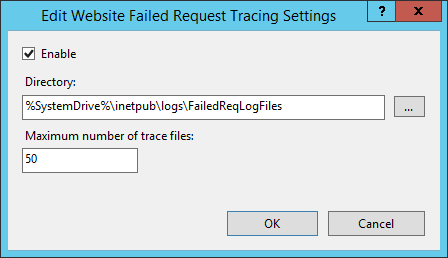 Edit Website Failed Request Tracing Settings
? X
Enable
Directory:
%SystemDrive%\inetpub\logs\FailedReqLogFiles
...
Maximum number of trace files:
50
OK Cancel